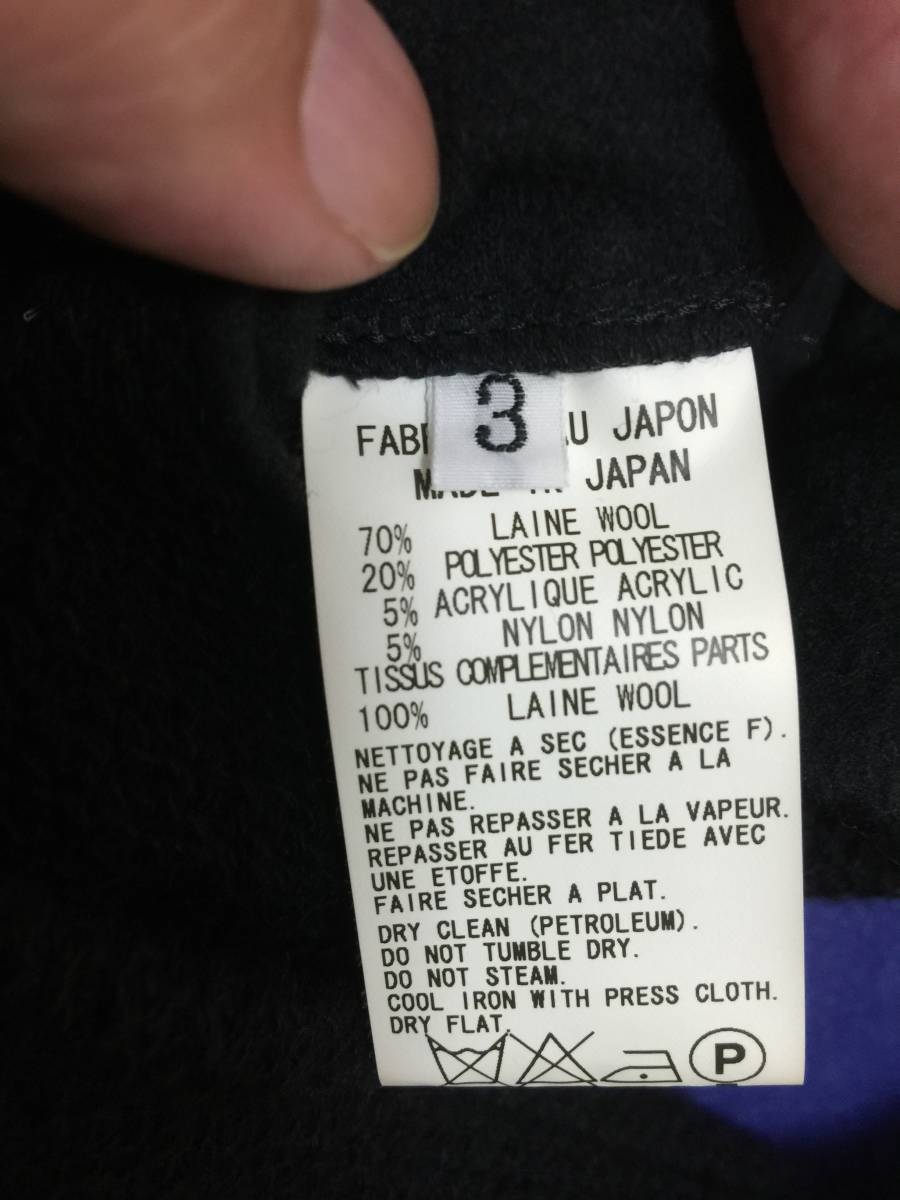 3
JAPON
JAPAN
70% LAINE WOOL
20% POLYESTER POLYESTER
5% ACRYLIQUE ACRYLIC
5% NYLON NYLON
TISSUS COMPLEMENTAIRES PARTS
100% LAINE WOOL
NETTOYAGE A SEC (ESSENCE F).
NE PAS FAIRE SECHER A LA
MACHINE.
NE PAS REPASSER A LA VAPEUR.
REPASSER AU FER TIEDE AVEC
UNE ETOFFE.
FAIRE SECHER A PLAT.
DRY CLEAN (PETROLEUM).
DO NOT TUMBLE DRY.
DO NOT STEAM.
COOL IRON WITH PRESS CLOTH.
DRY FLAT.
P